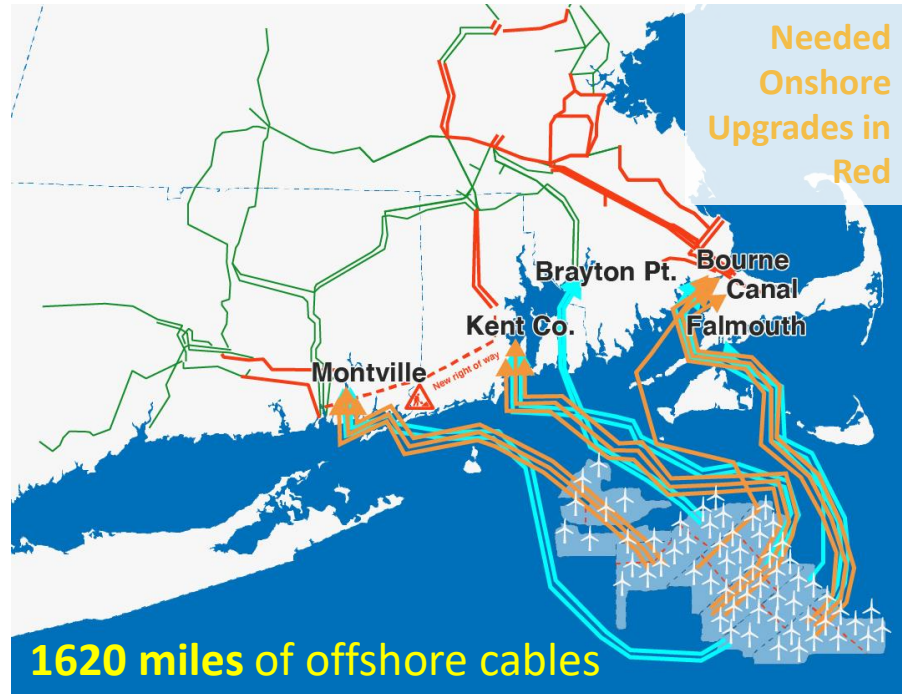 Needed
Onshore
Upgrades in
Red
Brayton Pt.
Bourne
Canal
Kent Co.
Falmouth
Montville
New right of way
1620 miles of offshore cables